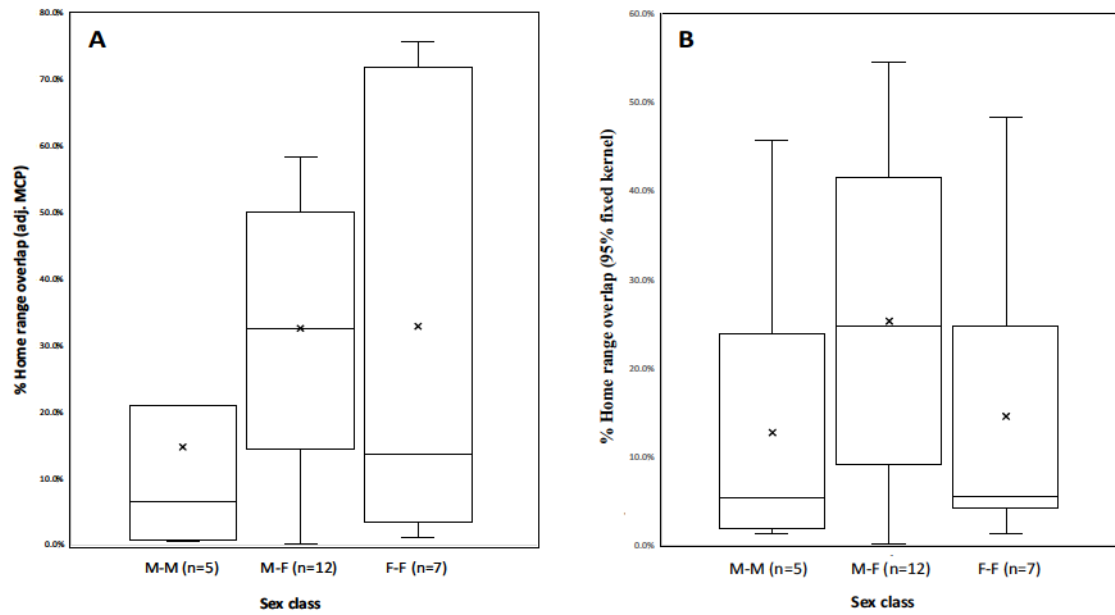 A
% Home range overlap (adj. MCP)
80.0%
70.0%
60.0%
50.0%
40.0%
30.0%
20.0%
10.0%
0.0%
M-M (n=5) M-F (n=12) F-F (n=7)
Sex class
B
% Home range overlap (95% fixed kernel)
60.0%
50.0%
40.0%
30.0%
20.0%
10.0%
0.0%
M-M (n=5) M-F (n=12) F-F (n=7)
Sex class